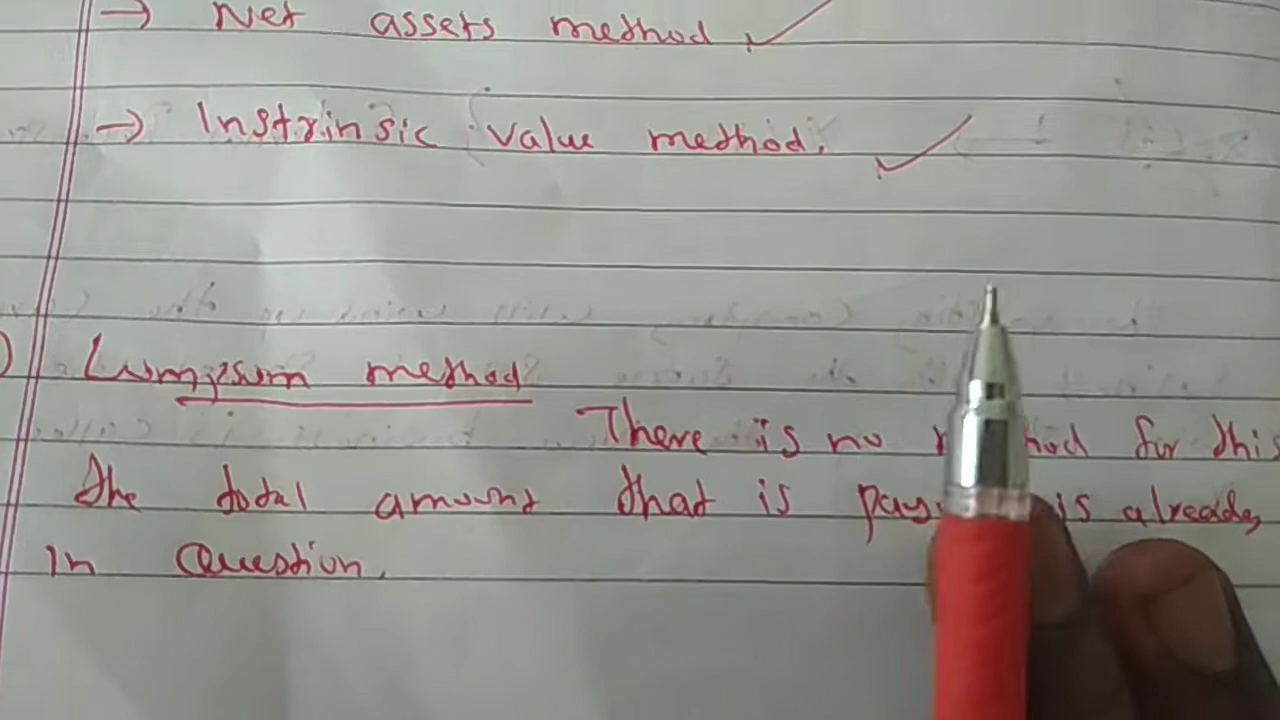 → Net assets method ✓
→ Instrinsic value method. ✓
) Lumpsum method
There is no for this
the total amount that is is already
in Question.